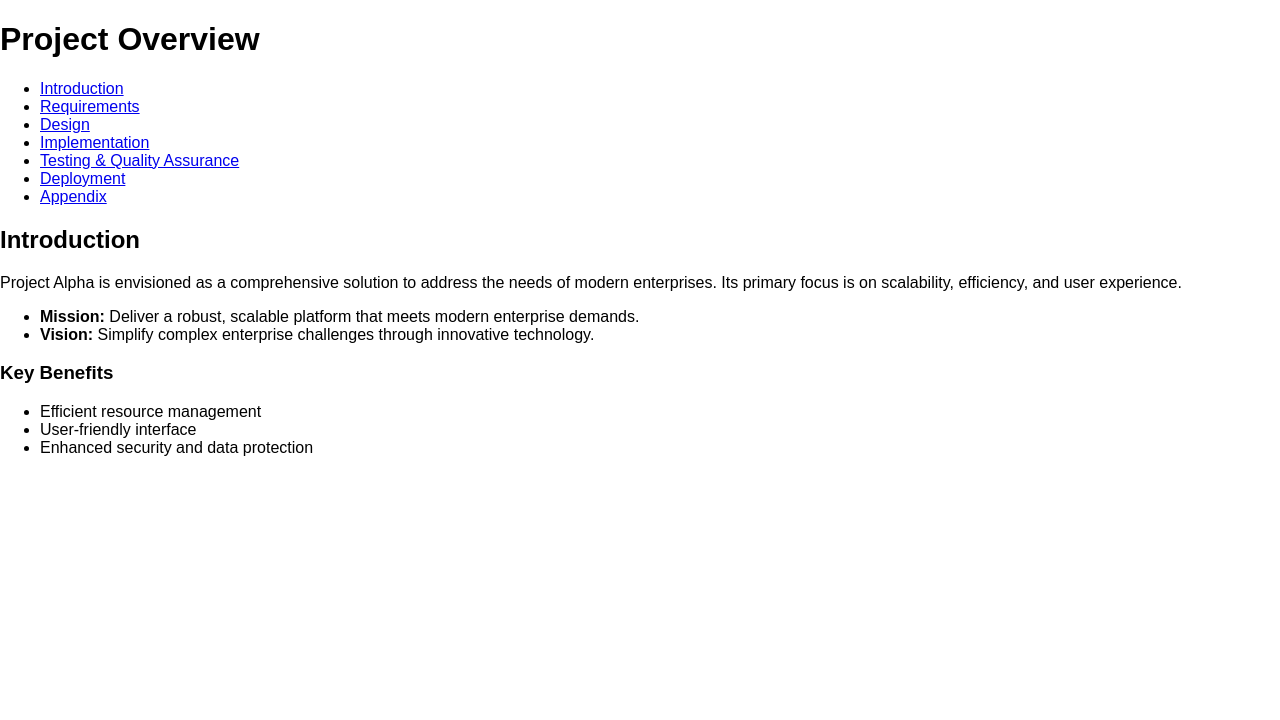 Project Overview
Introduction
Requirements
Design
Implementation
Testing & Quality Assurance
Deployment
Appendix
Introduction
Project Alpha is envisioned as a comprehensive solution to address the needs of modern enterprises. Its primary focus is on scalability, efficiency, and user experience.
Mission: Deliver a robust, scalable platform that meets modern enterprise demands.
Vision: Simplify complex enterprise challenges through innovative technology.
Key Benefits
Efficient resource management
User-friendly interface
Enhanced security and data protection